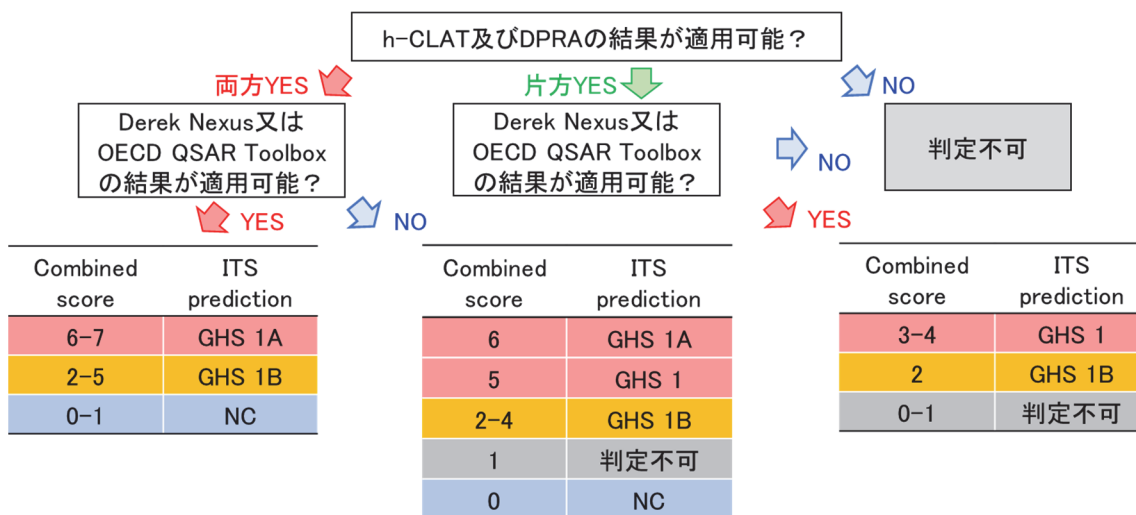 h-CLAT及びDPRAの結果が適用可能？
両方YES
片方YES
NO
Derek Nexus又は
OECD QSAR Toolbox
の結果が適用可能？
Derek Nexus又は
OECD QSAR Toolbox
の結果が適用可能？
NO
判定不可
YES
NO
YES
Combined score
ITS prediction
6-7 GHS 1A
2-5 GHS 1B
0-1 NC
Combined score
ITS prediction
6 GHS 1A
5 GHS 1
2-4 GHS 1B
1 判定不可
0 NC
Combined score
ITS prediction
3-4 GHS 1
2 GHS 1B
0-1 判定不可